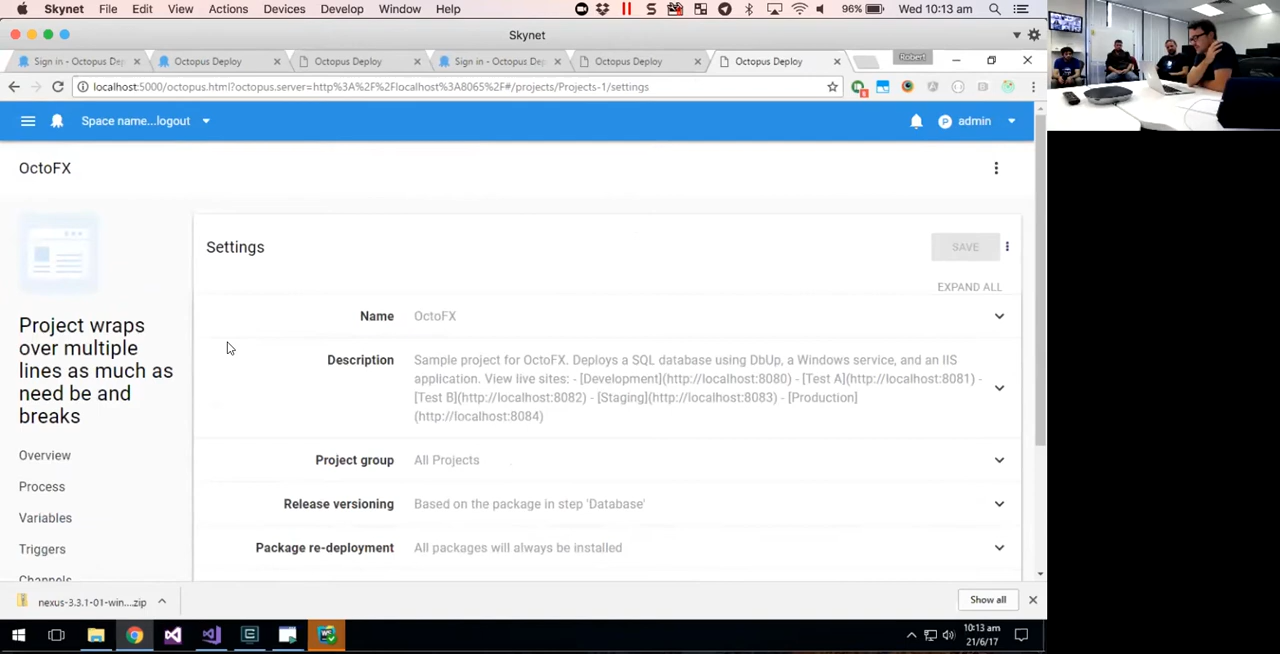 Skynet File Edit View Actions Devices Develop Window Help 96% Wed 10:13 am
Skynet
Sign in - Octopus Dep Octopus Deploy Octopus Deploy Sign in - Octopus Dep Octopus Deploy Octopus Deploy Robert
localhost:5000/octopus.html?octopus.server=http%3A%2F%2Flocalhost%3A8065%2F#/projects/Projects-1/settings
Space name...logout P admin
OctoFX
Settings SAVE
EXPAND ALL
Name OctoFX
Description Sample project for OctoFX. Deploys a SQL database using DbUp, a Windows service, and an IIS
application. View live sites: - [Development](http://localhost:8080) - [Test A](http://localhost:8081) -
[Test B](http://localhost:8082) - [Staging](http://localhost:8083) - [Production]
(http://localhost:8084)
Project group All Projects
Release versioning Based on the package in step 'Database'
Package re-deployment All packages will always be installed
Project wraps
over multiple
lines as much as
need be and
breaks
Overview
Process
Variables
Triggers
Channels
nexus-3.3.1-01-win....zip Show all
10:13 am
21/6/17